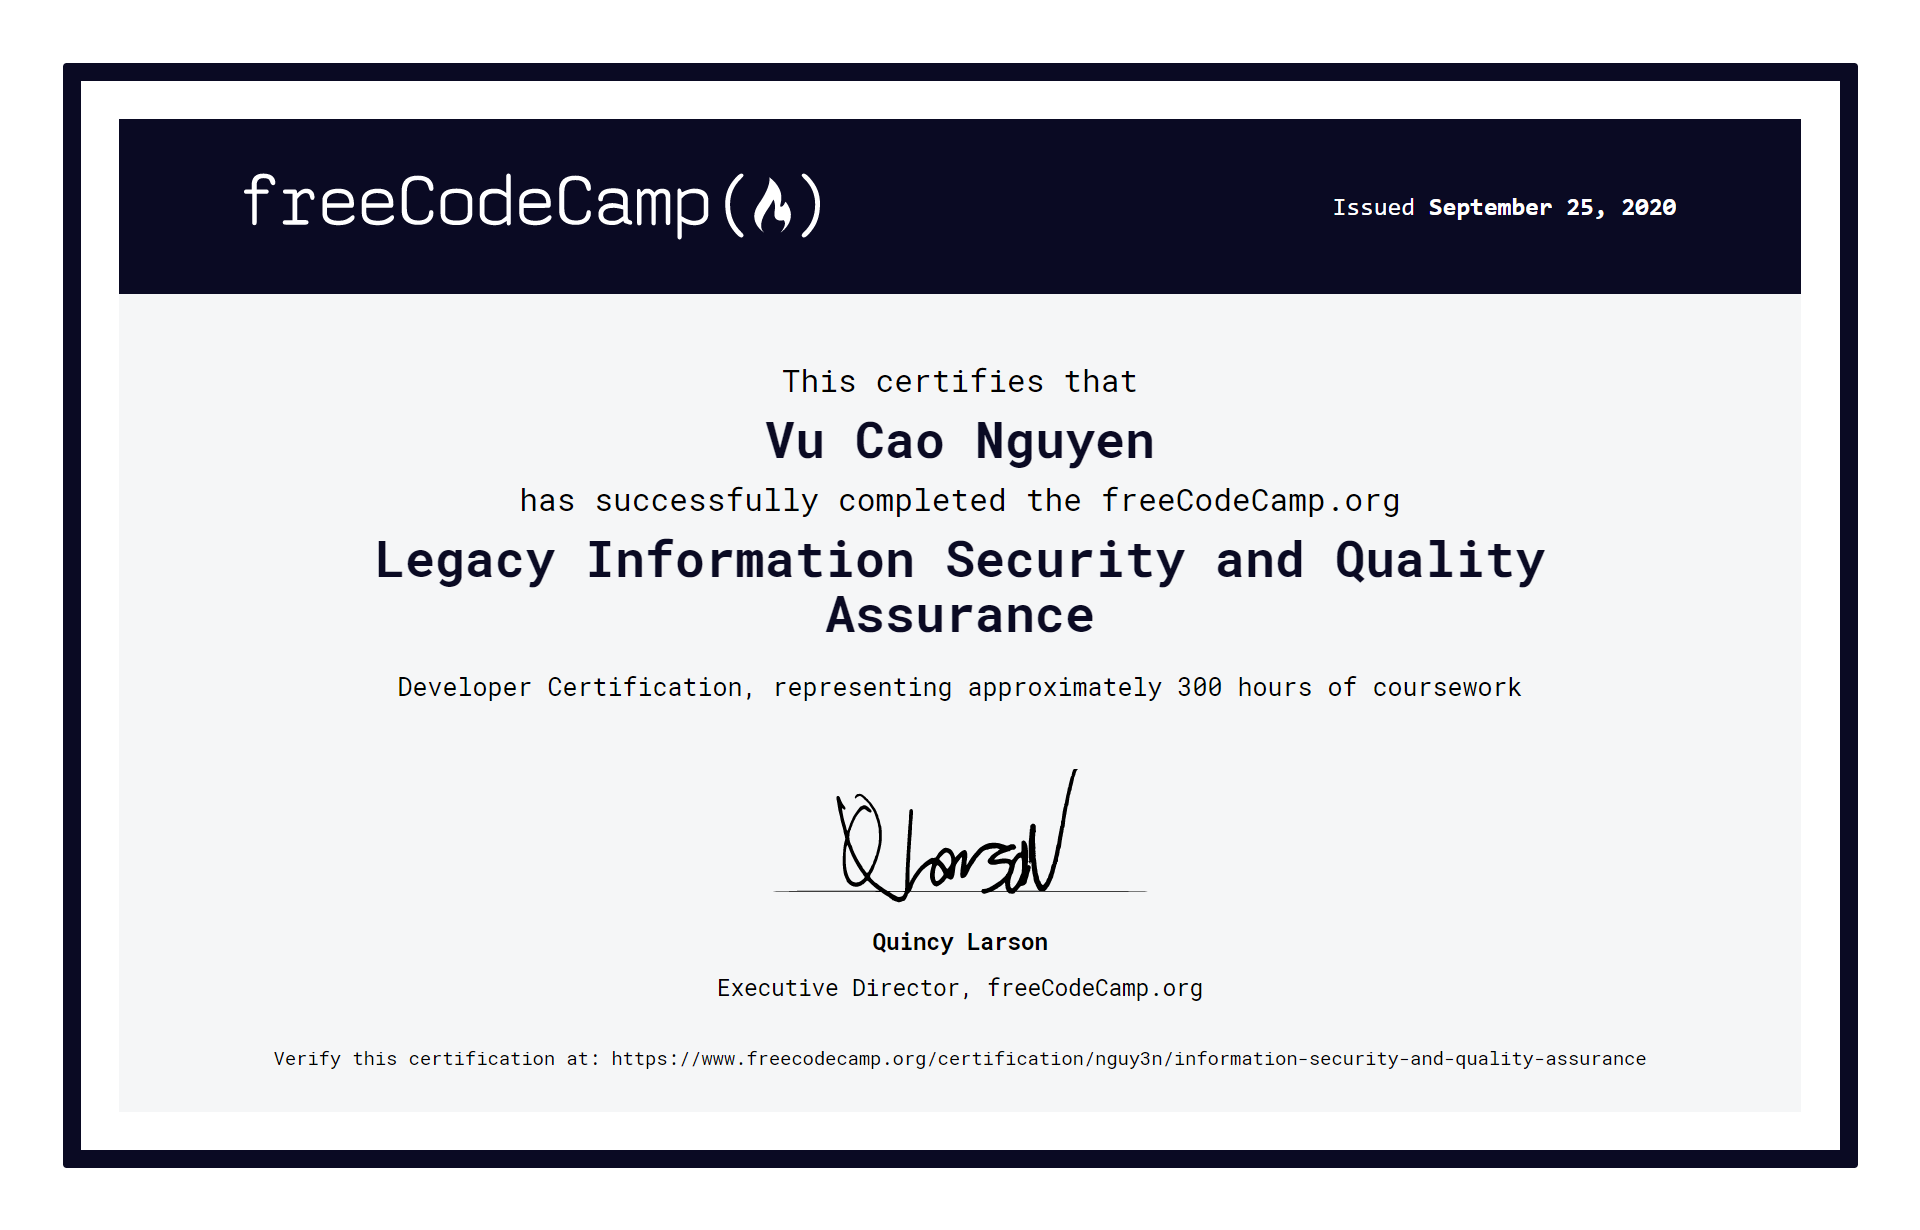 freeCodeCamp
Issued September 25, 2020
This certifies that
Vu Cao Nguyen
has successfully completed the freeCodeCamp.org
Legacy Information Security and Quality
Assurance
Developer Certification, representing approximately 300 hours of coursework
Q Larson
Quincy Larson
Executive Director, freeCodeCamp.org
Verify this certification at: https://www.freecodecamp.org/certification/nguy3n/information-security-and-quality-assurance